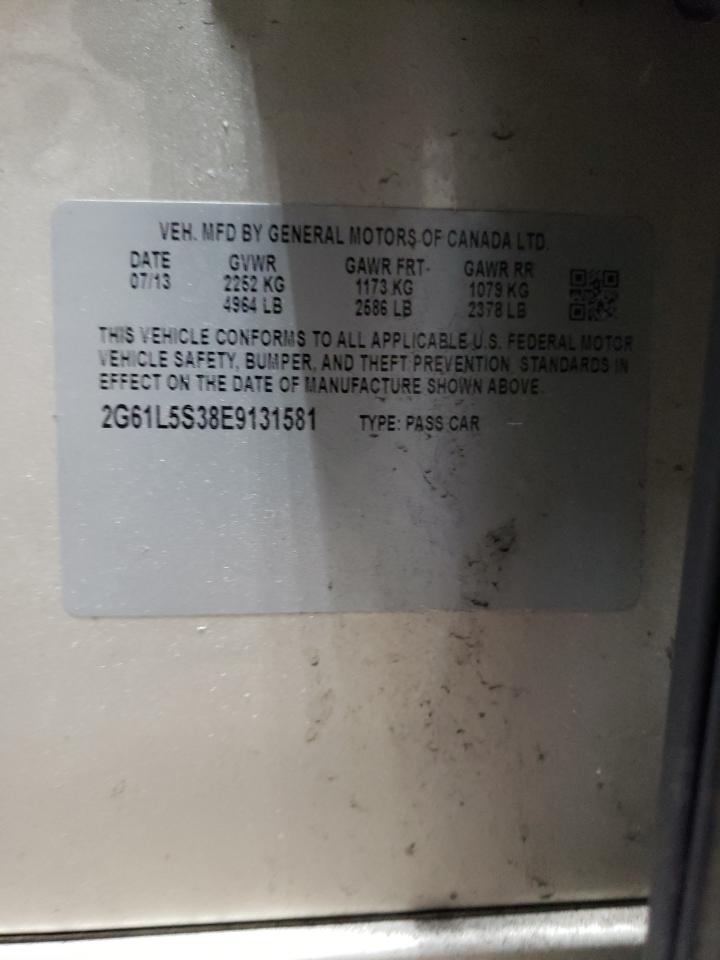 VEH. MFD BY GENERAL MOTORS OF CANADA LTD.
DATE GVWR GAWR FRT GAWR RR
07/13 2252 KG 1173 KG 1079 KG
4964 LB 2586 LB 2378 LB
THIS VEHICLE CONFORMS TO ALL APPLICABLE U.S. FEDERAL MOTOR
VEHICLE SAFETY, BUMPER, AND THEFT PREVENTION STANDARDS IN
EFFECT ON THE DATE OF MANUFACTURE SHOWN ABOVE.
2G61L5S38E9131581 TYPE: PASS CAR